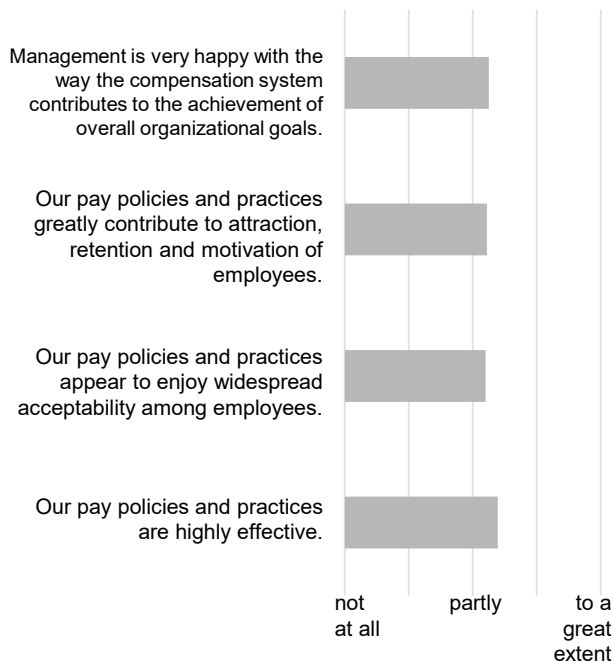 Management is very happy with the
way the compensation system
contributes to the achievement of
overall organizational goals.
Our pay policies and practices
greatly contribute to attraction,
retention and motivation of
employees.
Our pay policies and practices
appear to enjoy widespread
acceptability among employees.
Our pay policies and practices
are highly effective.
not
at all
partly
to a
great
extent